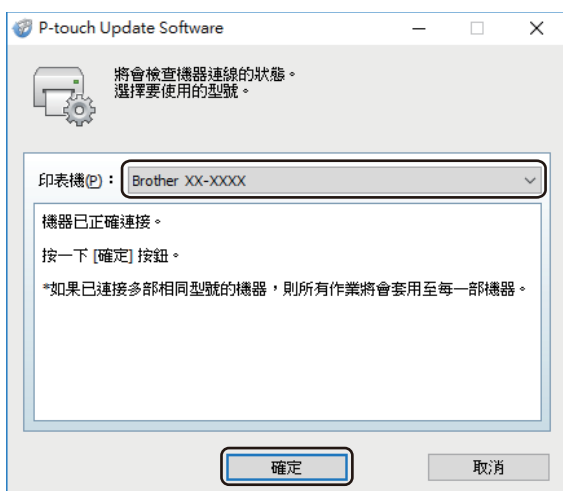 P-touch Update Software
將會檢查機器連線的狀態。
選擇要使用的型號。
印表機(P)：
Brother XX-XXXX
機器已正確連接。
按一下 [確定] 按鈕。
*如果已連接多部相同型號的機器，則所有作業將會套用至每一部機器。
確定
取消